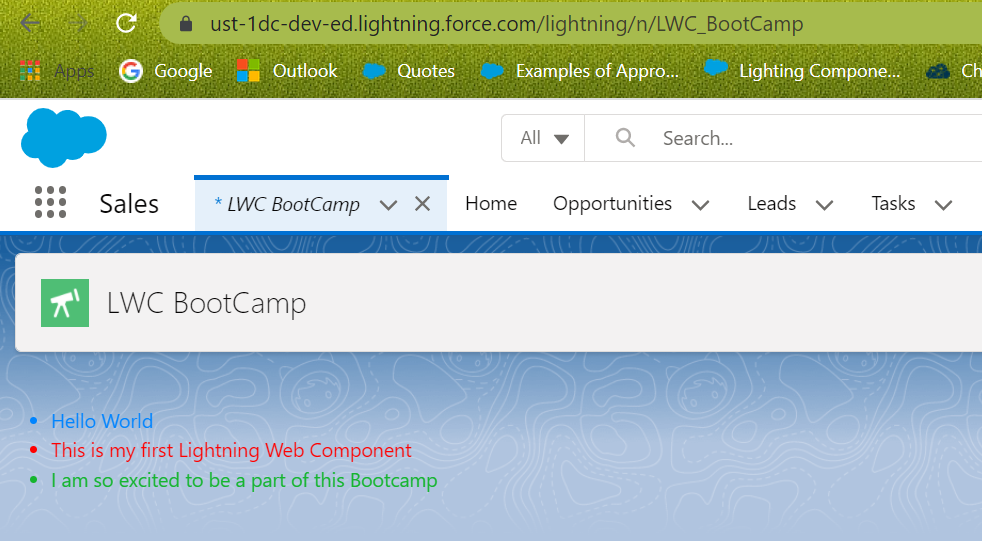 ust-1dc-dev-ed.lightning.force.com/lightning/n/LWC_BootCamp
Apps Google Outlook Quotes Examples of Appro... Lighting Compone... Ch
All Search...
Sales * LWC BootCamp Home Opportunities Leads Tasks
LWC BootCamp
• Hello World
• This is my first Lightning Web Component
• I am so excited to be a part of this Bootcamp